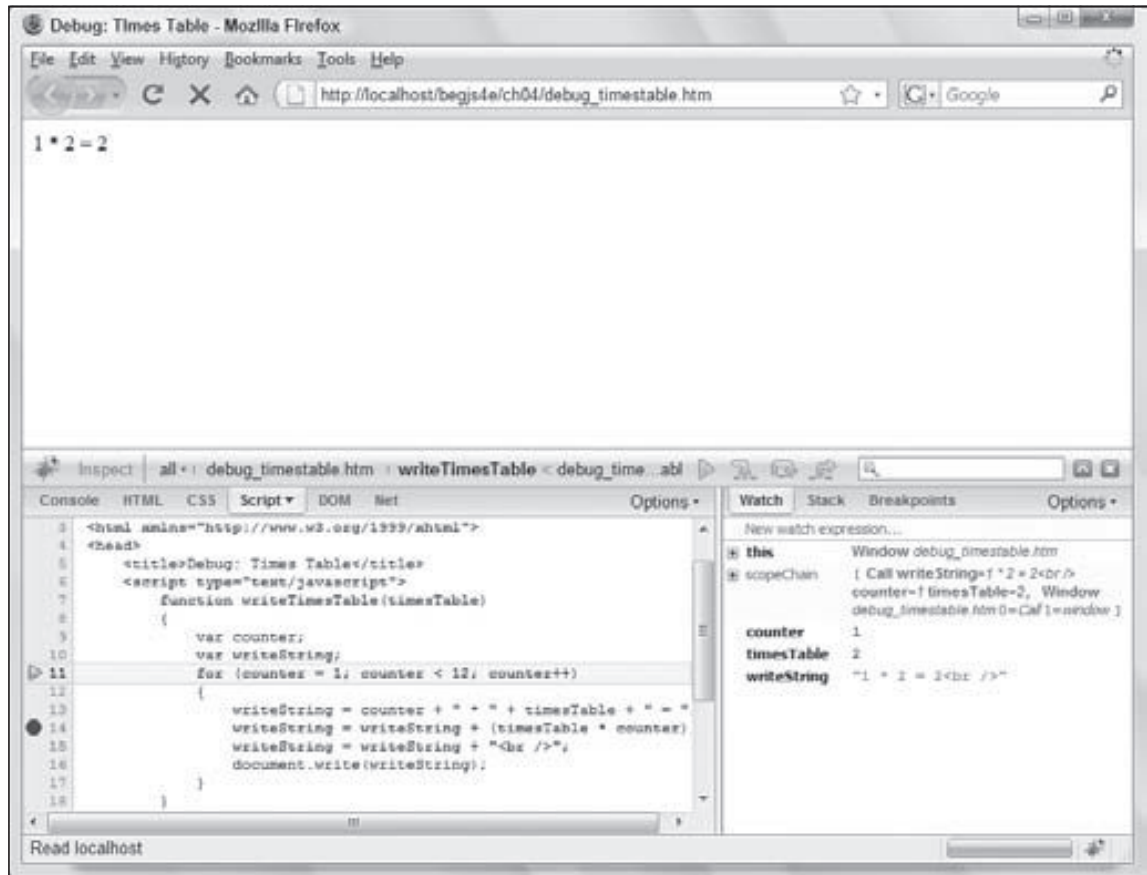 Debug: Times Table - Mozilla Firefox
File Edit View History Bookmarks Tools Help
http://localhost/begjs4e/ch04/debug_timestable.htm
Google
1 * 2 = 2
Inspect all debug_timestable.htm writeTimesTable < debug_time...abl
Console HTML CSS Script DOM Net Options
Watch Stack Breakpoints Options
3 <html xmlns="http://www.w3.org/1999/xhtml">
4 <head>
5 <title>Debug: Times Table</title>
6 <script type="text/javascript">
7 function writeTimesTable(timesTable)
8 {
9 var counter;
10 var writeString;
11 for (counter = 1; counter < 12; counter++)
12 {
13 writeString = counter + " * " + timesTable + " = "
14 writeString = writeString + (timesTable * counter)
15 writeString = writeString + "<br />";
16 document.write(writeString);
17 }
18 }
New watch expression...
this Window debug_timestable.htm
scopeChain [ Call writeString=1 * 2 = 2<br />
counter=1 timesTable=2, Window
debug_timestable.htm 0=Call 1=window ]
counter 1
timesTable 2
writeString "1 * 2 = 2<br />"
Read localhost